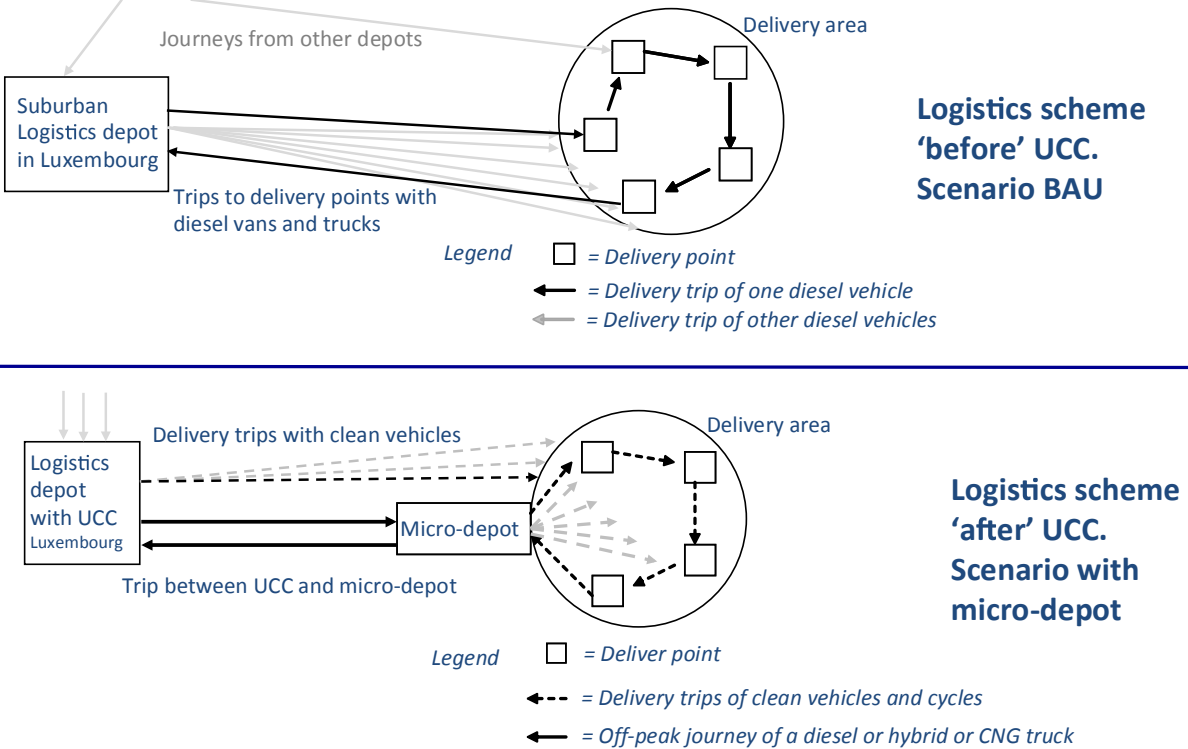 Delivery area
Journeys from other depots
Suburban
Logistics depot
in Luxembourg
Logistics scheme
‘before’ UCC.
Scenario BAU
Trips to delivery points with
diesel vans and trucks
Legend
= Delivery point
= Delivery trip of one diesel vehicle
= Delivery trip of other diesel vehicles
Delivery trips with clean vehicles
Delivery area
Logistics
depot
with UCC
Luxembourg
Micro-depot
Logistics scheme
‘after’ UCC.
Scenario with
micro-depot
Trip between UCC and micro-depot
Legend
= Deliver point
= Delivery trips of clean vehicles and cycles
= Off-peak journey of a diesel or hybrid or CNG truck